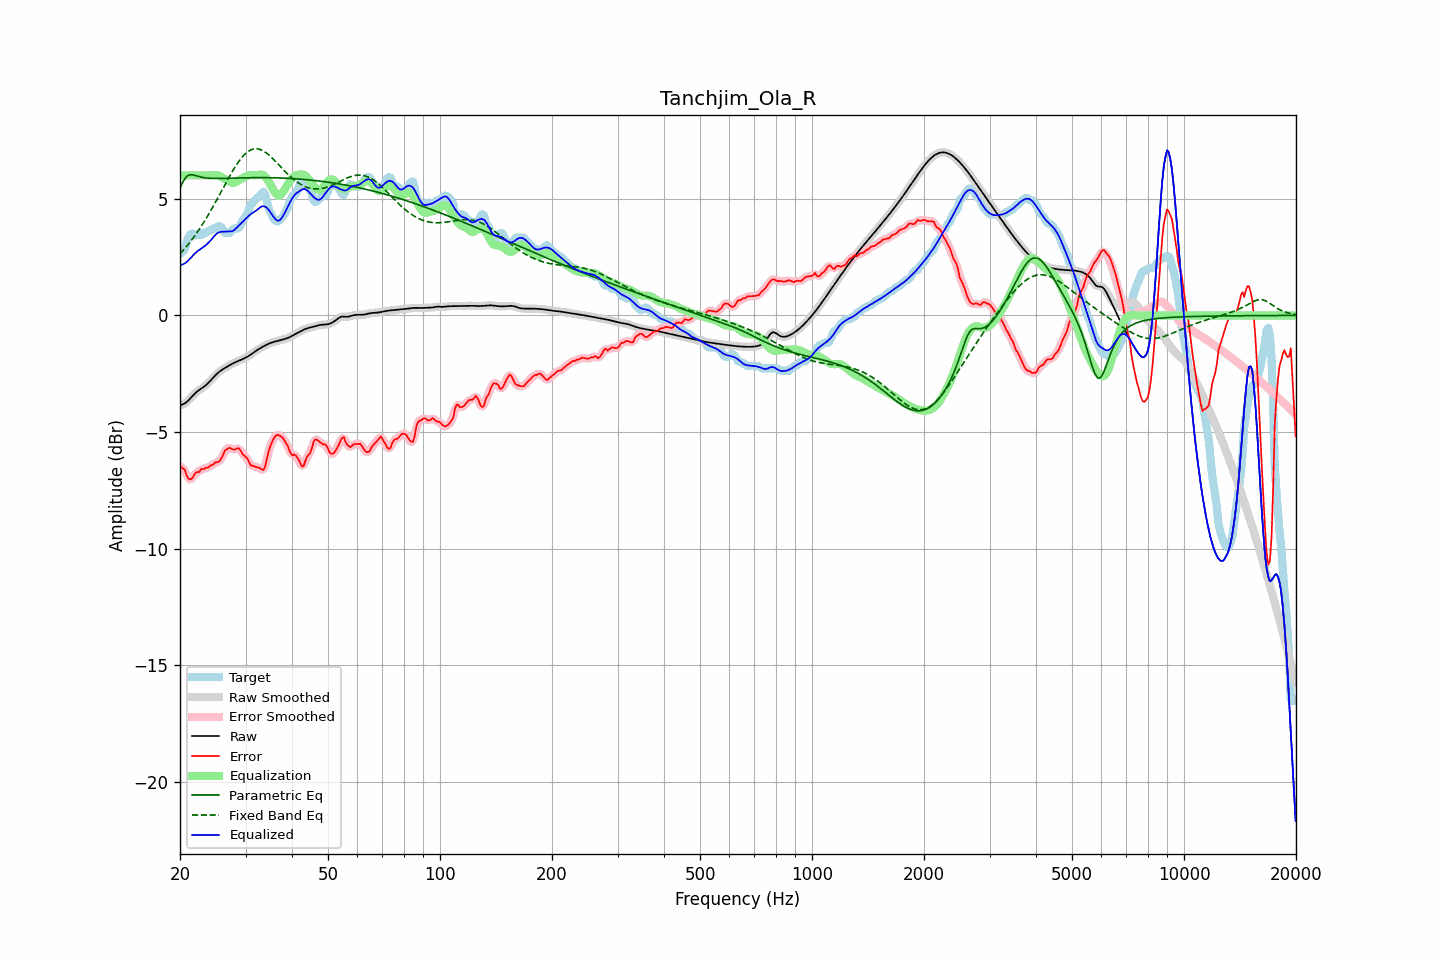 Tanchjim_Ola_R
Amplitude (dBr)
5
0
−5
−10
−15
−20
Target
Raw Smoothed
Error Smoothed
Raw
Error
Equalization
Parametric Eq
Fixed Band Eq
Equalized
20 50 100 200 500 1000 2000 5000 10000 20000
Frequency (Hz)